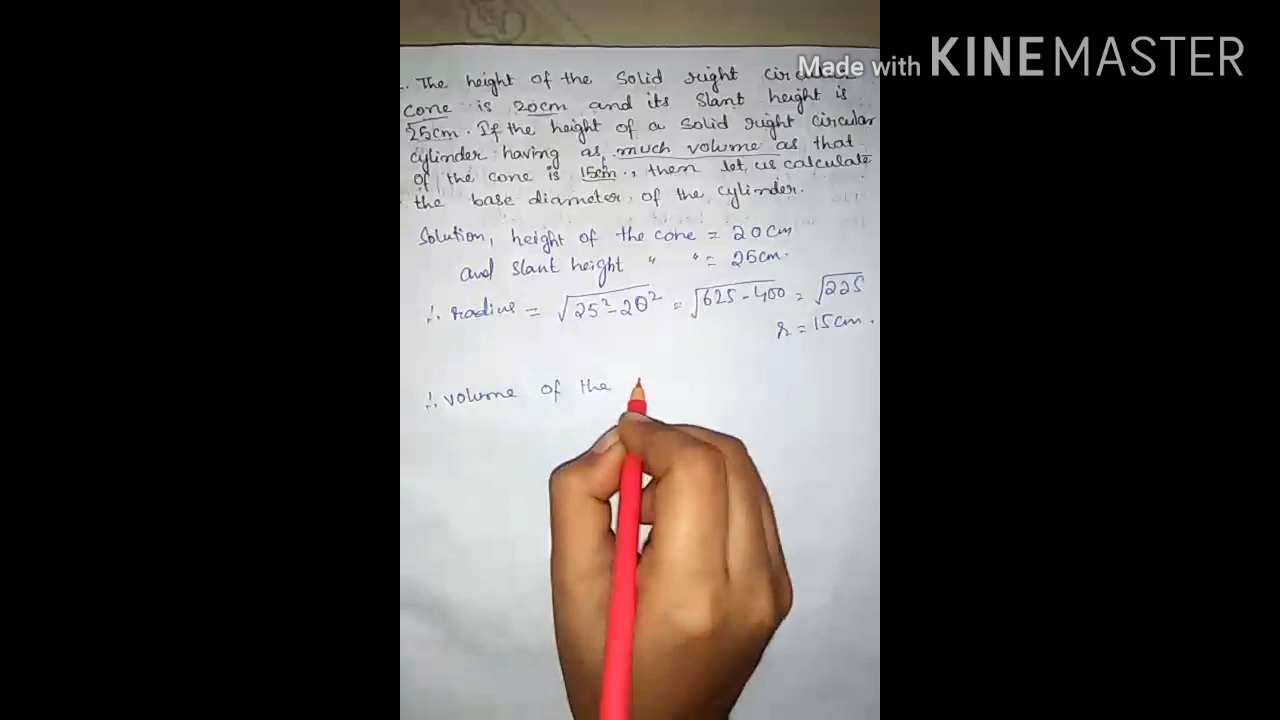 Made with KINEMASTER
The height of the solid right circular
cone is 20cm and its slant height is
25cm. If the height of a solid right circular
cylinder having as much volume as that
of the cone is 15cm, then let us calculate
the base diameter of the cylinder.
Solution, height of the cone = 20cm
and slant height " " = 25cm.
∴ radius = √25²-20² = √625-400 = √225
r = 15cm.
∴ volume of the